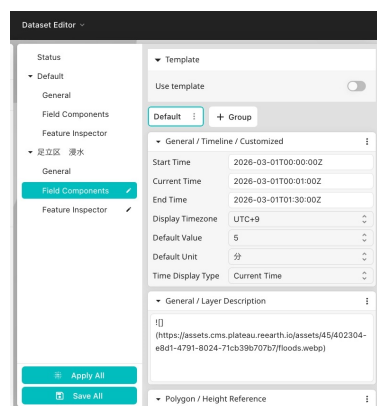 Dataset Editor
Status
Default
General
Field Components
Feature Inspector
足立区 浸水
General
Field Components
Feature Inspector
Apply All
Save All
Template
Use template
Default
+ Group
General / Timeline / Customized
Start Time 2026-03-01T00:00:00Z
Current Time 2026-03-01T00:01:00Z
End Time 2026-03-01T01:30:00Z
Display Timezone UTC+9
Default Value 5
Default Unit 分
Time Display Type Current Time
General / Layer Description
![]
(https://assets.cms.plateau.reearth.io/assets/45/402304-
e8d1-4791-8024-71cb39b707b7/floods.webp)
Polygon / Height Reference